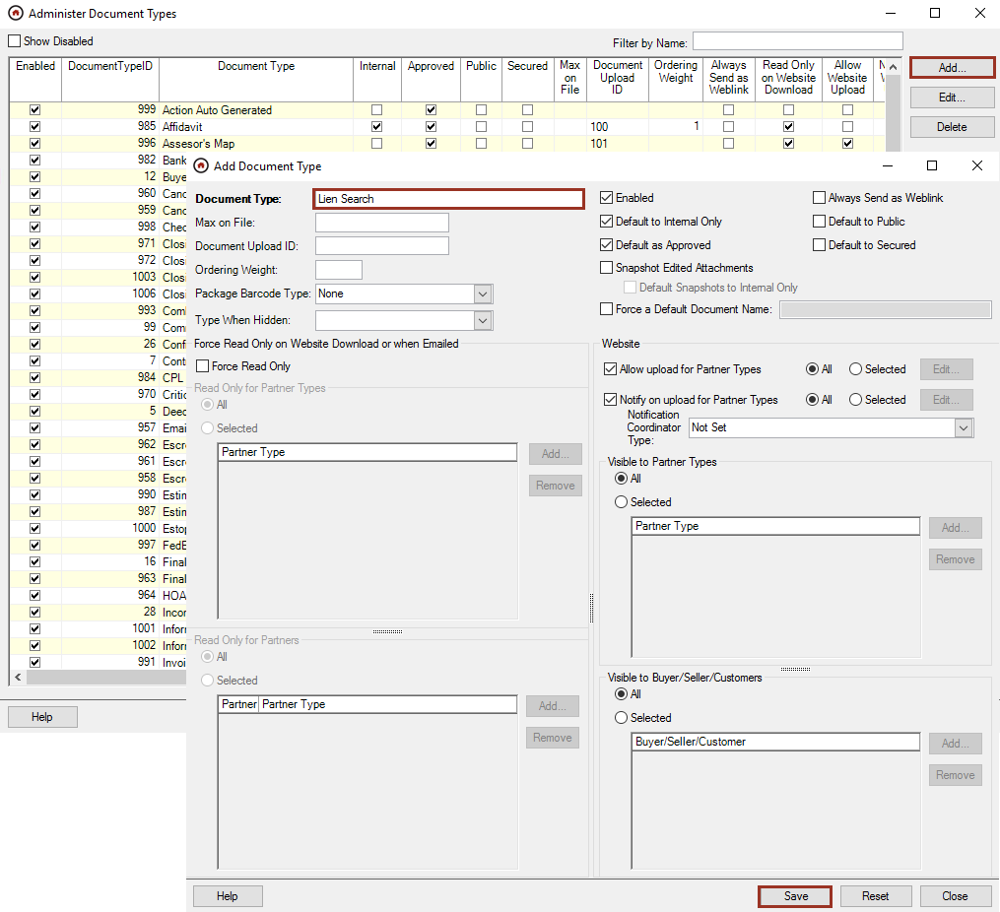 Administer Document Types
Show Disabled
Filter by Name:
Enabled DocumentTypeID Document Type Internal Approved Public Secured Max on File Document Upload ID Ordering Weight Always Send as Weblink Read Only on Website Download Allow Website Upload
Add...
Edit...
Delete
999 Action Auto Generated
985 Affidavit 100 1
996 Assesor's Map 101
982 Bank
12 Buye
960 Canc
959 Canc
998 Chec
971 Closi
972 Closi
1003 Closi
1006 Closi
993 Coml
99 Com
26 Confi
7 Cont
984 CPL
970 Critic
5 Deec
957 Emai
962 Escr
961 Escr
958 Escr
990 Estim
987 Estim
1000 Estop
997 FedE
16 Final
963 Final
964 HOA
28 Incor
1001 Inforr
1002 Inforr
991 Invoi
Help
Add Document Type
Document Type: Lien Search
Max on File:
Document Upload ID:
Ordering Weight:
Package Barcode Type: None
Type When Hidden:
Enabled
Default to Internal Only
Default as Approved
Snapshot Edited Attachments
Default Snapshots to Internal Only
Force a Default Document Name:
Always Send as Weblink
Default to Public
Default to Secured
Force Read Only on Website Download or when Emailed
Force Read Only
Read Only for Partner Types
All
Selected
Partner Type
Add...
Remove
Read Only for Partners
All
Selected
Partner Partner Type
Add...
Remove
Website
Allow upload for Partner Types All Selected Edit...
Notify on upload for Partner Types All Selected Edit...
Notification
Coordinator
Type:
Not Set
Visible to Partner Types
All
Selected
Partner Type
Add...
Remove
Visible to Buyer/Seller/Customers
All
Selected
Buyer/Seller/Customer
Add...
Remove
Help Save Reset Close